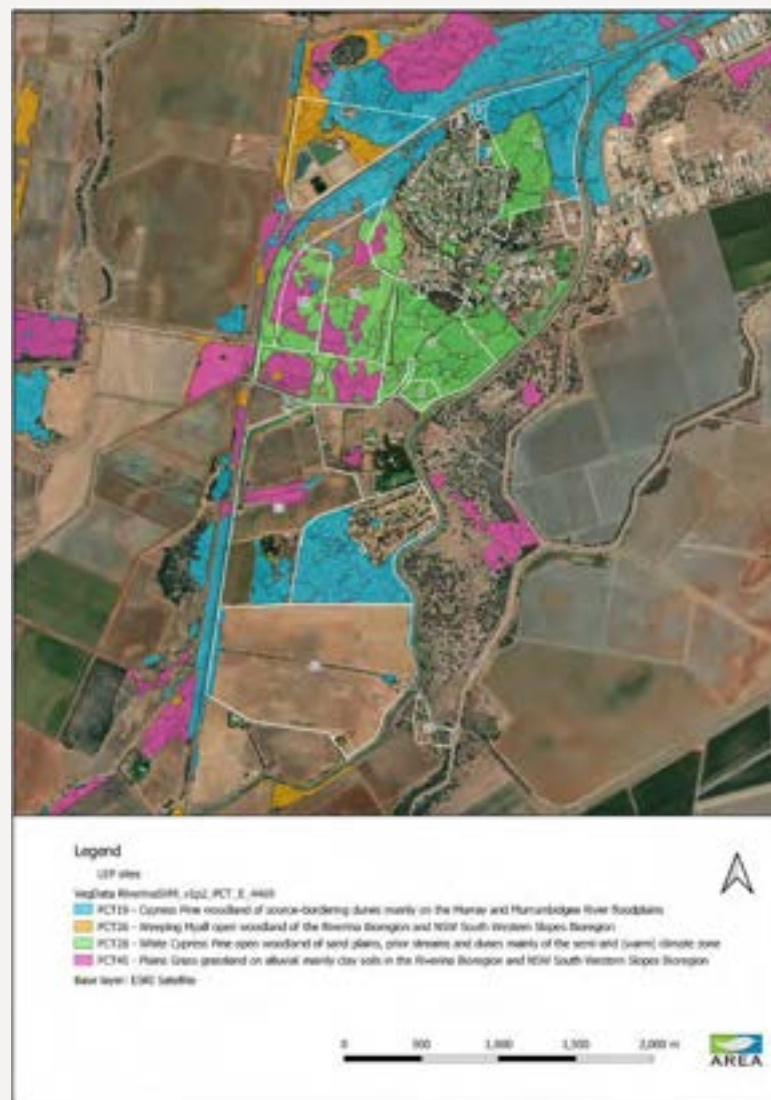 Legend
LEP sites
VegData RiverinaSVM_v1p2_PCT_E_4469
PCT19 - Cypress Pine woodland of source-bordering dunes mainly on the Murray and Murrumbidgee River floodplains
PCT26 - Weeping Myall open woodland of the Riverina Bioregion and NSW South Western Slopes Bioregion
PCT28 - White Cypress Pine open woodland of sand plains, prior streams and dunes mainly of the semi-arid (warm) climate zone
- Plains Grass grassland on alluvial mainly clay soils in the Riverina Bioregion and NSW South Western Slopes Bioregion
Base layer: ESRI Satellite
0 500 1,000 1,500 2,000 m
AREA